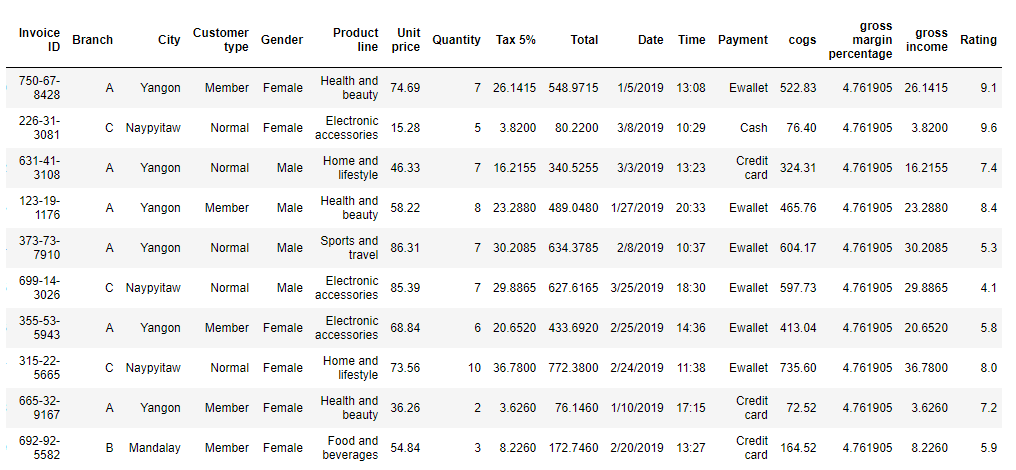 Invoice ID Branch City Customer type Gender Product line Unit price Quantity Tax 5% Total Date Time Payment cogs gross margin percentage gross income Rating
750-67-8428 A Yangon Member Female Health and beauty 74.69 7 26.1415 548.9715 1/5/2019 13:08 Ewallet 522.83 4.761905 26.1415 9.1
226-31-3081 C Naypyitaw Normal Female Electronic accessories 15.28 5 3.8200 80.2200 3/8/2019 10:29 Cash 76.40 4.761905 3.8200 9.6
631-41-3108 A Yangon Normal Male Home and lifestyle 46.33 7 16.2155 340.5255 3/3/2019 13:23 Credit card 324.31 4.761905 16.2155 7.4
123-19-1176 A Yangon Member Male Health and beauty 58.22 8 23.2880 489.0480 1/27/2019 20:33 Ewallet 465.76 4.761905 23.2880 8.4
373-73-7910 A Yangon Normal Male Sports and travel 86.31 7 30.2085 634.3785 2/8/2019 10:37 Ewallet 604.17 4.761905 30.2085 5.3
699-14-3026 C Naypyitaw Normal Male Electronic accessories 85.39 7 29.8865 627.6165 3/25/2019 18:30 Ewallet 597.73 4.761905 29.8865 4.1
355-53-5943 A Yangon Member Female Electronic accessories 68.84 6 20.6520 433.6920 2/25/2019 14:36 Ewallet 413.04 4.761905 20.6520 5.8
315-22-5665 C Naypyitaw Normal Female Home and lifestyle 73.56 10 36.7800 772.3800 2/24/2019 11:38 Ewallet 735.60 4.761905 36.7800 8.0
665-32-9167 A Yangon Member Female Health and beauty 36.26 2 3.6260 76.1460 1/10/2019 17:15 Credit card 72.52 4.761905 3.6260 7.2
692-92-5582 B Mandalay Member Female Food and beverages 54.84 3 8.2260 172.7460 2/20/2019 13:27 Credit card 164.52 4.761905 8.2260 5.9